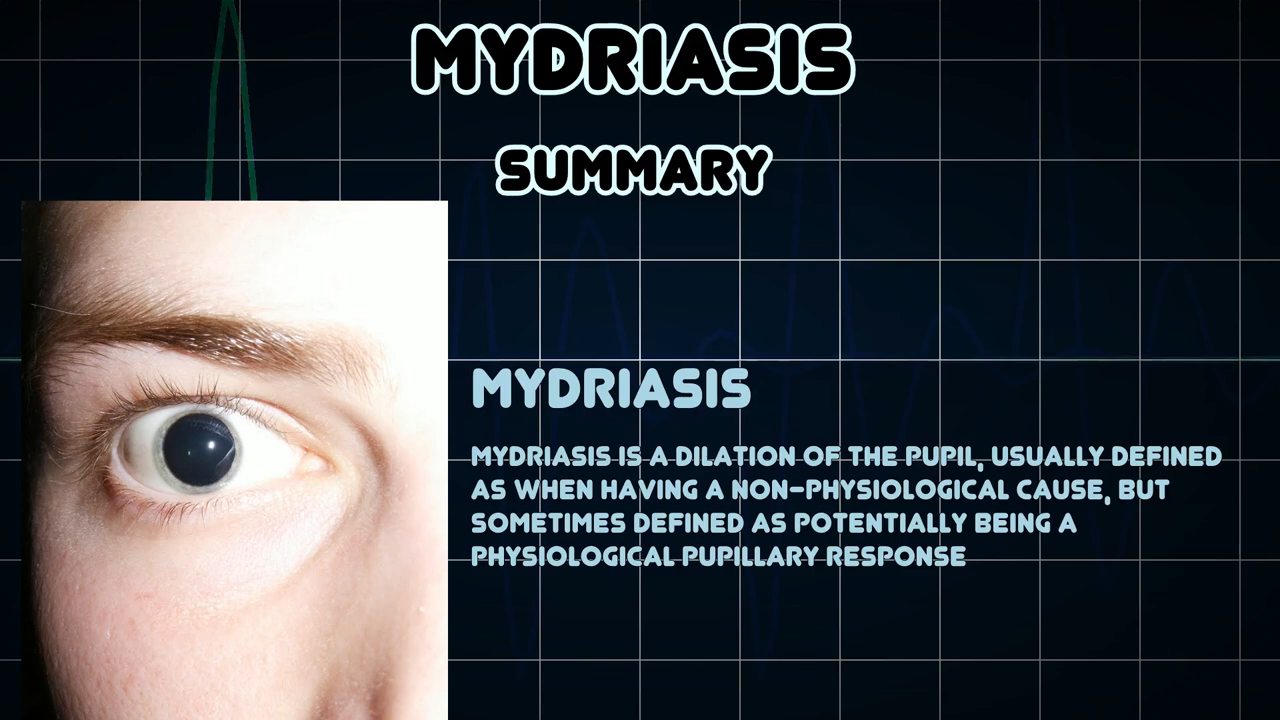 MYDRIASIS
SUMMARY
MYDRIASIS
MYDRIASIS IS A DILATION OF THE PUPIL, USUALLY DEFINED
AS WHEN HAVING A NON-PHYSIOLOGICAL CAUSE, BUT
SOMETIMES DEFINED AS POTENTIALLY BEING A
PHYSIOLOGICAL PUPILLARY RESPONSE